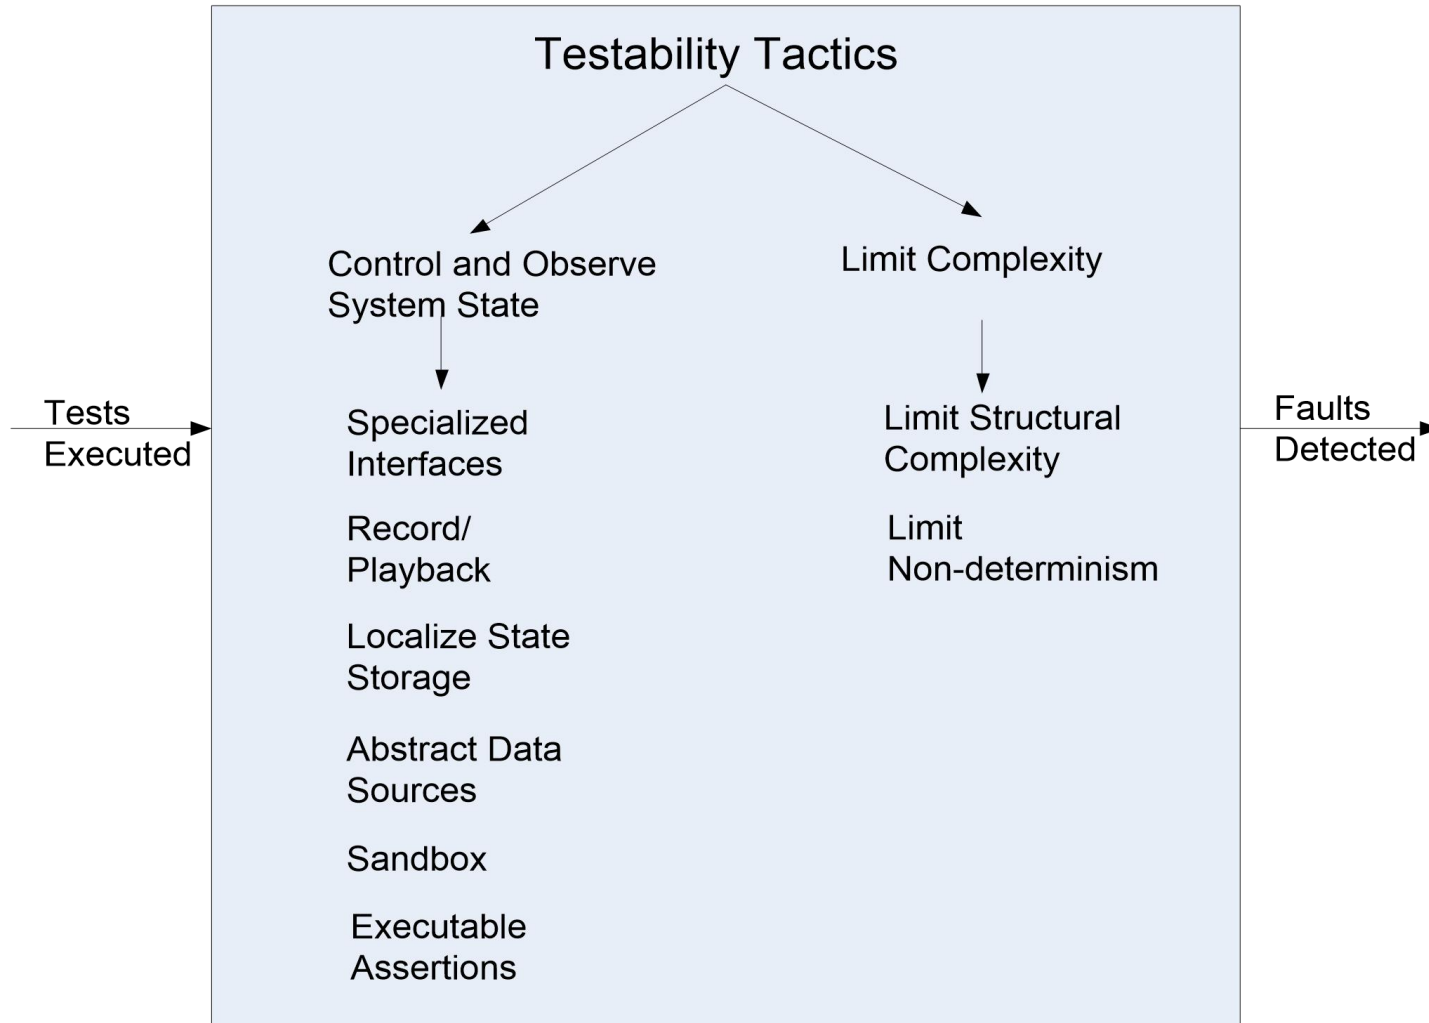 Testability Tactics
Control and Observe
System State
Limit Complexity
Tests
Executed
Specialized
Interfaces
Record/
Playback
Localize State
Storage
Abstract Data
Sources
Sandbox
Executable
Assertions
Limit Structural
Complexity
Limit
Non-determinism
Faults
Detected